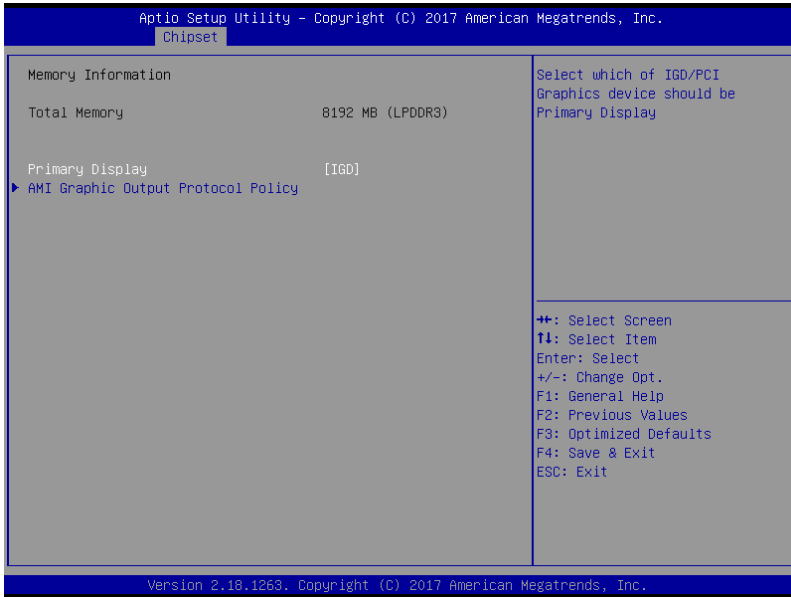 Aptio Setup Utility – Copyright (C) 2017 American Megatrends, Inc.
Chipset
Memory Information
Total Memory 8192 MB (LPDDR3)
Primary Display [IGD]
AMI Graphic Output Protocol Policy
Select which of IGD/PCI
Graphics device should be
Primary Display
→←: Select Screen
↑↓: Select Item
Enter: Select
+/-: Change Opt.
F1: General Help
F2: Previous Values
F3: Optimized Defaults
F4: Save & Exit
ESC: Exit
Version 2.18.1263. Copyright (C) 2017 American Megatrends, Inc.